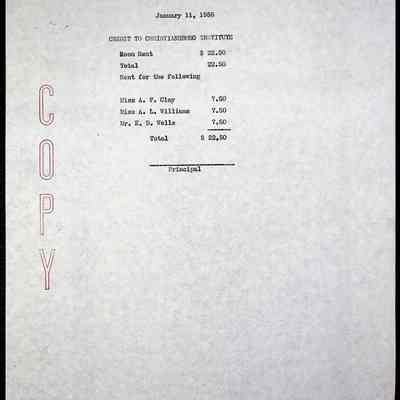 January 11, 1956
CREDIT TO CHRISTIANSBURG INSTITUTE
Room Rent $ 22.50
Total 22.50
Rent for the following
Miss A. V. Clay 7.50
Miss A. L. Williams 7.50
Mr. E. D. Wells 7.50
Total $ 22.50
Principal
COPY